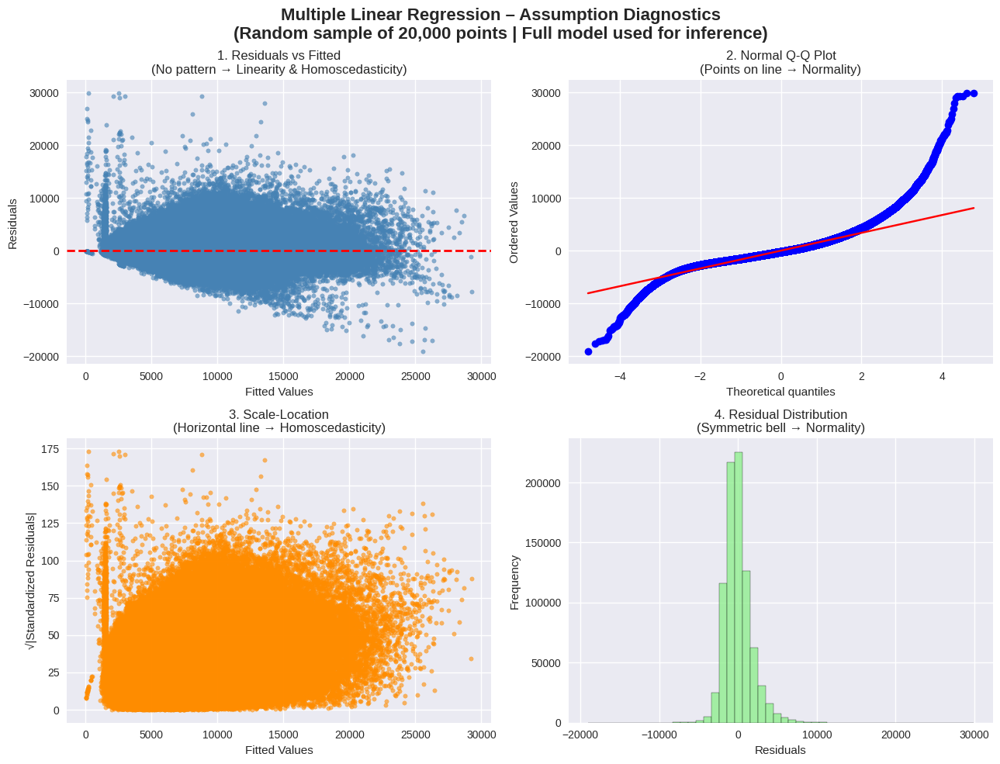 Multiple Linear Regression – Assumption Diagnostics
(Random sample of 20,000 points | Full model used for inference)
1. Residuals vs Fitted
(No pattern → Linearity & Homoscedasticity)
30000
20000
10000
0
−10000
−20000
Residuals
0 5000 10000 15000 20000 25000 30000
Fitted Values
2. Normal Q-Q Plot
(Points on line → Normality)
30000
20000
10000
0
−10000
−20000
Ordered Values
−4 −2 0 2 4
Theoretical quantiles
3. Scale-Location
(Horizontal line → Homoscedasticity)
175
150
125
100
75
50
25
0
√|Standardized Residuals|
0 5000 10000 15000 20000 25000 30000
Fitted Values
4. Residual Distribution
(Symmetric bell → Normality)
200000
150000
100000
50000
0
Frequency
−20000 −10000 0 10000 20000 30000
Residuals